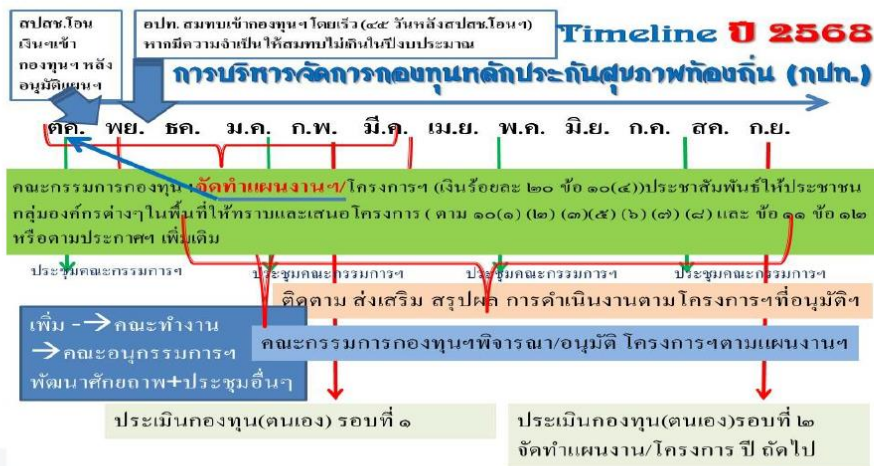 สปสช.โอน
เงินฯเข้า
กองทุนฯ หลัง
อนุมัติแผนฯ
อปท. สมทบเข้ากองทุนฯโดยเร็ว (๔๕ วันหลังสปสช.โอนฯ)
หากมีความจำเป็นให้สมทบไม่เกินในปีงบประมาณ
Timeline ปี 2568
การบริหารจัดการกองทุนหลักประกันสุขภาพท้องถิ่น (กปท.)
ตค. พย. ธค. ม.ค. ก.พ. มี.ค. เม.ย. พ.ค. มิ.ย. ก.ค. สค. ก.ย.
คณะกรรมการกองทุนฯจัดทำแผนงานฯ/โครงการฯ (เงินร้อยละ ๒๐ ข้อ ๑๐(๔))ประชาสัมพันธ์ให้ประชาชน
กลุ่มองค์กรต่างๆในพื้นที่ให้ทราบและเสนอโครงการ ( ตาม ๑๐(๑) (๒) (๓)(๕) (๖) (๗) (๘) และ ข้อ ๑๑ ข้อ ๑๒
หรือตามประกาศฯ เพิ่มเติม
ประชุมคณะกรรมการฯ ประชุมคณะกรรมการฯ ประชุมคณะกรรมการฯ ประชุมคณะกรรมการฯ
ติดตาม ส่งเสริม สรุปผล การดำเนินงานตามโครงการฯที่อนุมัติฯ
เพิ่ม -→คณะทำงาน
→คณะอนุกรรมการฯ
พัฒนาศักยภาพ+ประชุมอื่นๆ
คณะกรรมการกองทุนฯพิจารณา/อนุมัติ โครงการฯตามแผนงานฯ
ประเมินกองทุน(ตนเอง) รอบที่ ๑
ประเมินกองทุน(ตนเอง)รอบที่ ๒
จัดทำแผนงาน/โครงการ ปี ถัดไป